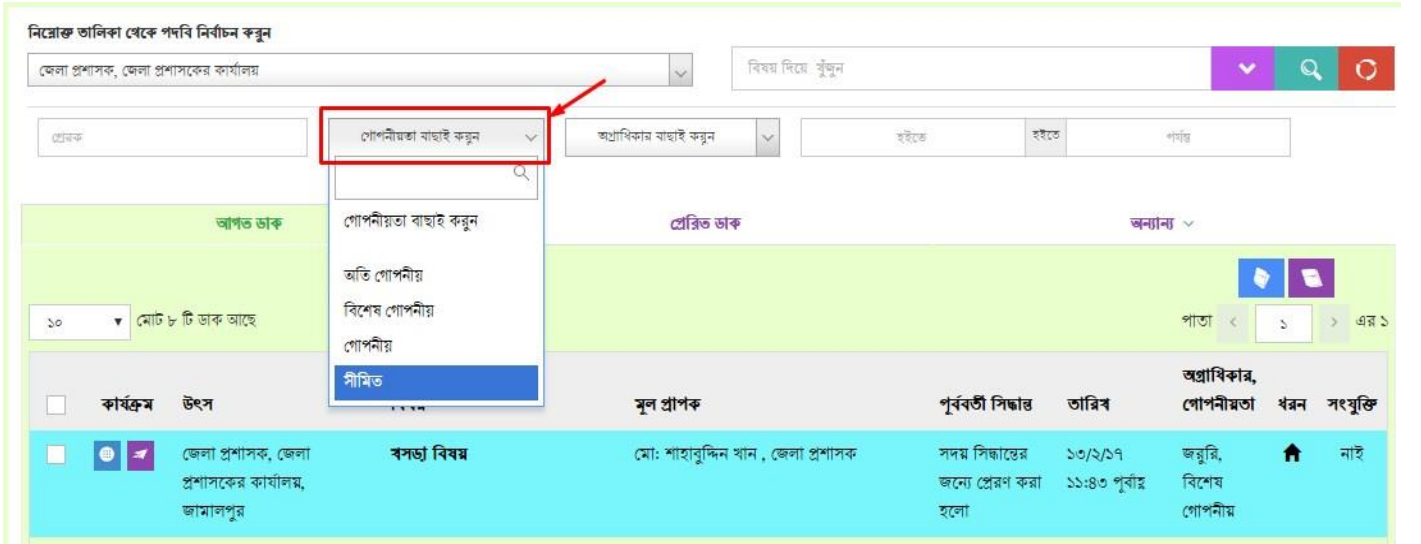 নিম্নোক্ত তালিকা থেকে পদবি নির্বাচন করুন
জেলা প্রশাসক, জেলা প্রশাসকের কার্যালয়
বিষয় দিয়ে খুঁজুন
প্রেরক
গোপনীয়তা বাছাই করুন
অগ্রাধিকার বাছাই করুন
হইতে
হইতে
পর্যন্ত
গোপনীয়তা বাছাই করুন
অতি গোপনীয়
বিশেষ গোপনীয়
গোপনীয়
সীমিত
আগত ডাক
প্রেরিত ডাক
অন্যান্য
১০
মোট ৮ টি ডাক আছে
পাতা ১ এর ১
কার্যক্রম উৎস মূল প্রাপক পূর্ববর্তী সিদ্ধান্ত তারিখ অগ্রাধিকার, গোপনীয়তা ধরন সংযুক্তি
জেলা প্রশাসক, জেলা
প্রশাসকের কার্যালয়,
জামালপুর
খসড়া বিষয়
মো: শাহাবুদ্দিন খান , জেলা প্রশাসক
সদয় সিদ্ধান্তের
জন্যে প্রেরণ করা
হলো
১৩/২/১৭
১১:৪৩ পূর্বাহ্ণ
জরুরি,
বিশেষ
গোপনীয়
নাই